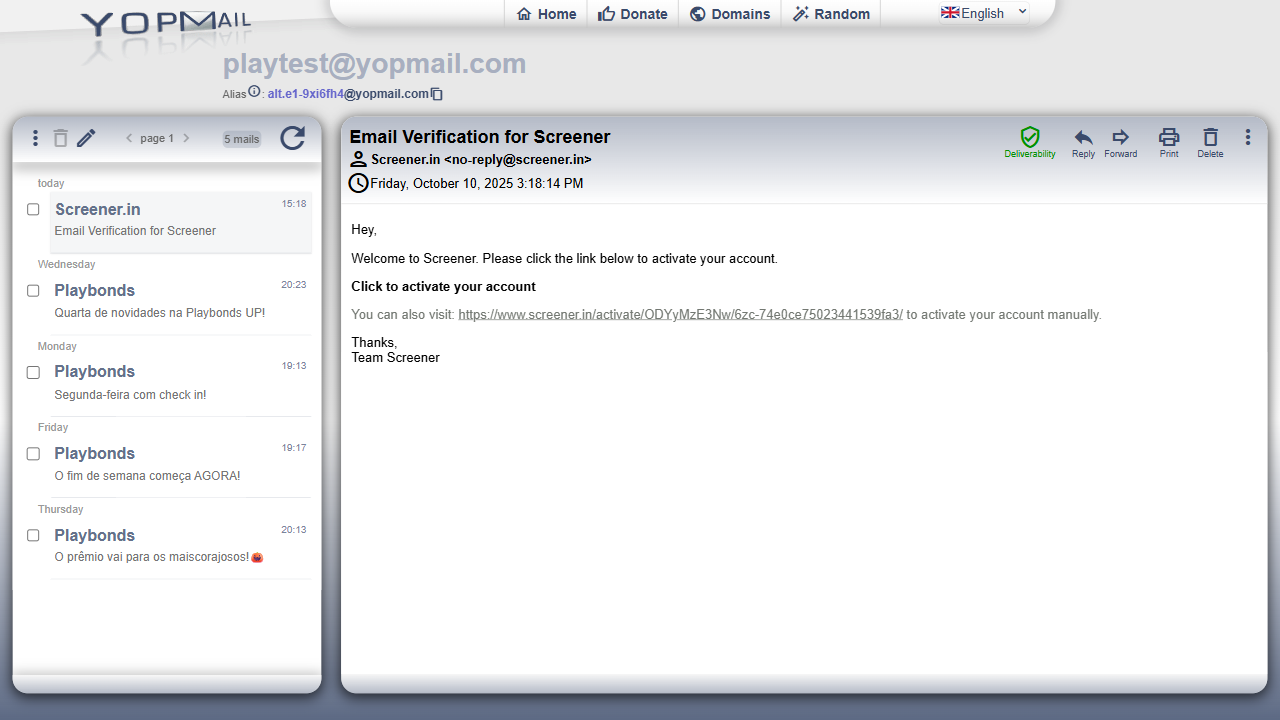 YOPMail
Home
Donate
Domains
Random
English
playtest@yopmail.com
Alias : alt.e1-9xi6fh4@yopmail.com
page 1
5 mails
today
Screener.in
15:18
Email Verification for Screener
Wednesday
Playbonds
20:23
Quarta de novidades na Playbonds UP!
Monday
Playbonds
19:13
Segunda-feira com check in!
Friday
Playbonds
19:17
O fim de semana começa AGORA!
Thursday
Playbonds
20:13
O prêmio vai para os maiscorajosos!
Email Verification for Screener
Screener.in <no-reply@screener.in>
Friday, October 10, 2025 3:18:14 PM
Deliverability
Reply
Forward
Print
Delete
Hey,
Welcome to Screener. Please click the link below to activate your account.
Click to activate your account
You can also visit: https://www.screener.in/activate/ODYyMzE3Nw/6zc-74e0ce75023441539fa3/ to activate your account manually.
Thanks,
Team Screener